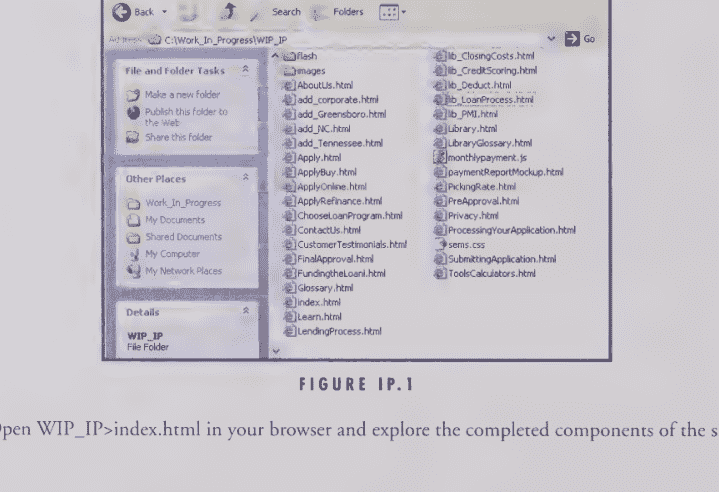 Back
Search
Folders
Address
C:\Work_In_Progress\WIP_IP
Go
File and Folder Tasks
Make a new folder
Publish this folder to
the Web
Share this folder
Other Places
Work_In_Progress
My Documents
Shared Documents
My Computer
My Network Places
Details
WIP_IP
File Folder
flash
images
AboutUs.html
add_corporate.html
add_Greensboro.html
add_NC.html
add_Tennessee.html
Apply.html
ApplyBuy.html
ApplyOnline.html
ApplyRefinance.html
ChooseLoanProgram.html
ContactUs.html
CustomerTestimonials.html
FinalApproval.html
FundingtheLoanI.html
Glossary.html
index.html
Learn.html
LendingProcess.html
lib_ClosingCosts.html
lib_CreditScoring.html
lib_Deduct.html
lib_LoanProcess.html
lib_PMI.html
Library.html
LibraryGlossary.html
monthlypayment.js
paymentReportMockup.html
PickingRate.html
PreApproval.html
Privacy.html
ProcessingYourApplication.html
sems.css
SubmittingApplication.html
ToolsCalculators.html
FIGURE IP.1
pen WIP_IP>index.html in your browser and explore the completed components of the s